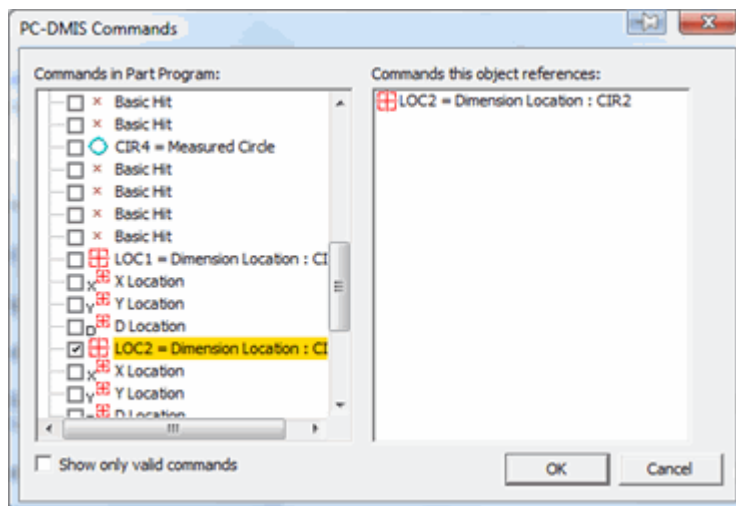 PC-DMIS Commands
Commands in Part Program:
Basic Hit
Basic Hit
CIR4 = Measured Circle
Basic Hit
Basic Hit
Basic Hit
Basic Hit
LOC1 = Dimension Location : CI
X X Location
Y Y Location
D D Location
LOC2 = Dimension Location : CI
X X Location
Y Y Location
D Location
Show only valid commands
Commands this object references:
LOC2 = Dimension Location : CIR2
OK
Cancel